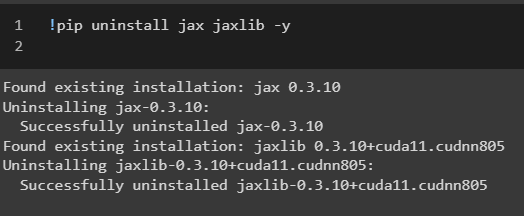 1 !pip uninstall jax jaxlib -y
2
Found existing installation: jax 0.3.10
Uninstalling jax-0.3.10:
  Successfully uninstalled jax-0.3.10
Found existing installation: jaxlib 0.3.10+cuda11.cudnn805
Uninstalling jaxlib-0.3.10+cuda11.cudnn805:
  Successfully uninstalled jaxlib-0.3.10+cuda11.cudnn805